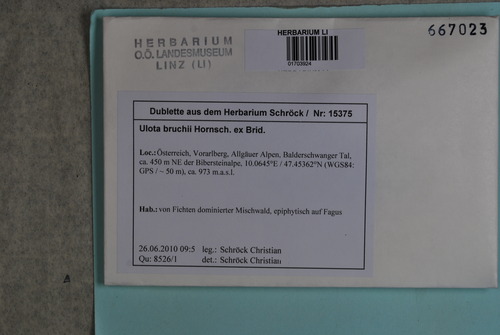 HERBARIUM
O.Ö. LANDESMUSEUM
LINZ (LI)
HERBARIUM LI
01703924
667023
Dublette aus dem Herbarium Schröck / Nr: 15375
Ulota bruchii Hornsch. ex Brid.
Loc.: Österreich, Vorarlberg, Allgäuer Alpen, Balderschwanger Tal,
ca. 450 m NE der Bibersteinalpe, 10.0645°E / 47.45362°N (WGS84:
GPS / ~ 50 m), ca. 973 m.a.s.l.
Hab.: von Fichten dominierter Mischwald, epiphytisch auf Fagus
26.06.2010 09:5 leg.: Schröck Christian
Qu: 8526/1 det.: Schröck Christian